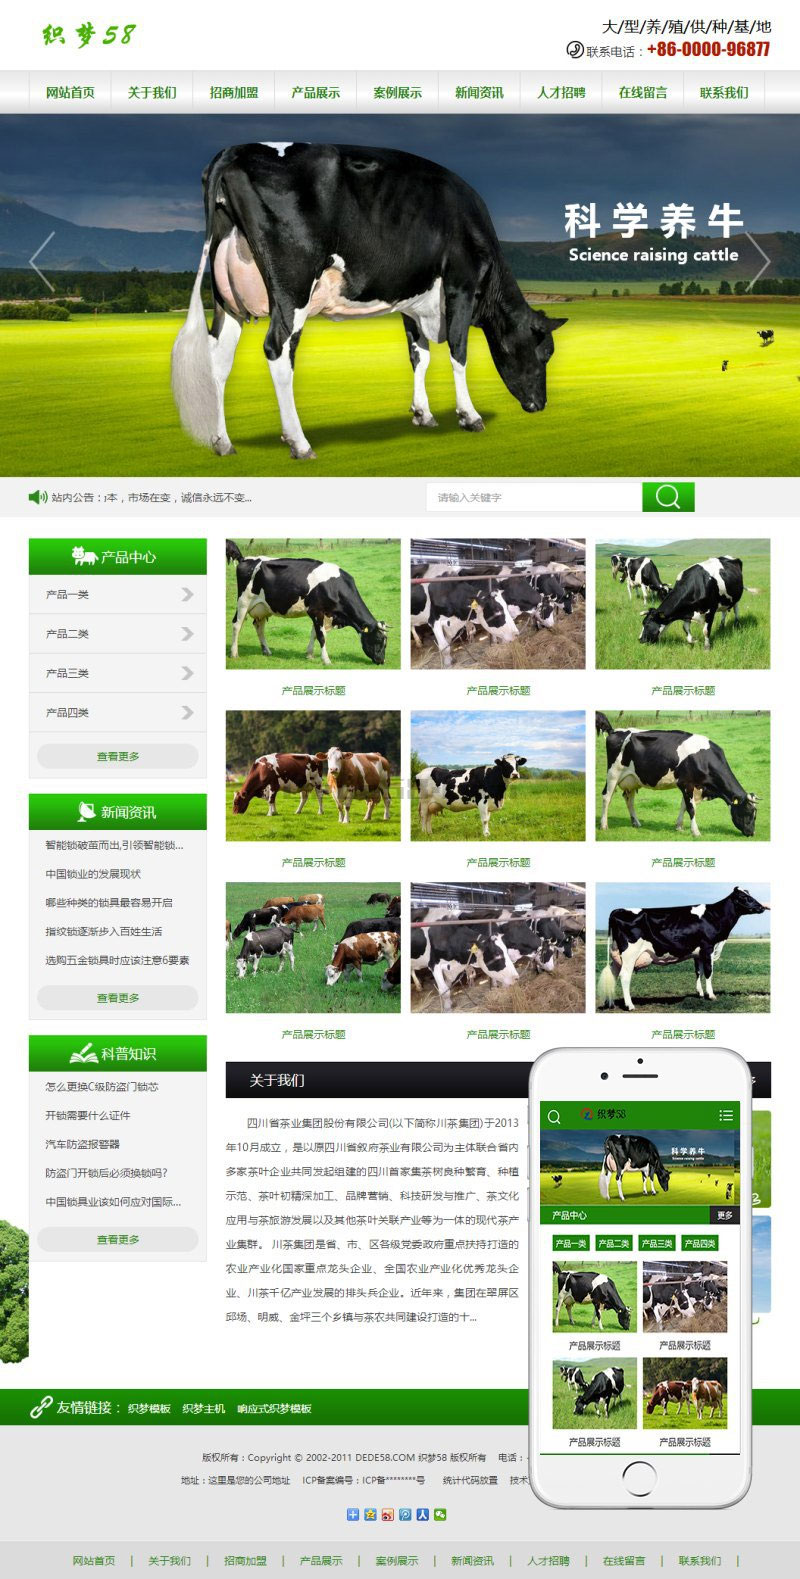 织梦58
大/型/养/殖/供/种/基/地
联系电话：+86-0000-96877
网站首页 关于我们 招商加盟 产品展示 案例展示 新闻资讯 人才招聘 在线留言 联系我们
科学养牛
Science raising cattle
站内公告：本，市场在变，诚信永远不变...
请输入关键字
产品中心
产品一类
产品二类
产品三类
产品四类
查看更多
新闻资讯
智能锁破茧而出,引领智能锁...
中国锁业的发展现状
哪些种类的锁具最容易开启
指纹锁逐渐步入百姓生活
选购五金锁具时应该注意6要素
查看更多
科普知识
怎么更换C级防盗门锁芯
开锁需要什么证件
汽车防盗报警器
防盗门开锁后必须换锁吗?
中国锁具业该如何应对国际...
查看更多
产品展示标题 产品展示标题 产品展示标题
产品展示标题 产品展示标题 产品展示标题
产品展示标题 产品展示标题 产品展示标题
关于我们
四川省茶业集团股份有限公司(以下简称川茶集团)于2013
年10月成立，是以原四川省叙府茶业有限公司为主体联合省内
多家茶叶企业共同发起组建的四川首家集茶树良种繁育、种植
示范、茶叶初精深加工、品牌营销、科技研发与推广、茶文化
应用与茶旅游发展以及其他茶叶关联产业等为一体的现代茶产
业集群。 川茶集团是省、市、区各级党委政府重点扶持打造的
农业产业化国家重点龙头企业、全国农业产业化优秀龙头企
业、川茶千亿产业发展的排头兵企业。近年来，集团在翠屏区
邱场、明威、金坪三个乡镇与茶农共同建设打造的十...
织梦58
科学养牛
Science raising cattle
产品中心 更多
产品一类 产品二类 产品三类 产品四类
产品展示标题 产品展示标题
产品展示标题 产品展示标题
友情链接： 织梦模板 织梦主机 响应式织梦模板
版权所有：Copyright © 2002-2011 DEDE58.COM 织梦58 版权所有 电话：
地址：这里是您的公司地址 ICP备案编号：ICP备********号 统计代码放置 技术
网站首页 | 关于我们 | 招商加盟 | 产品展示 | 案例展示 | 新闻资讯 | 人才招聘 | 在线留言 | 联系我们 |